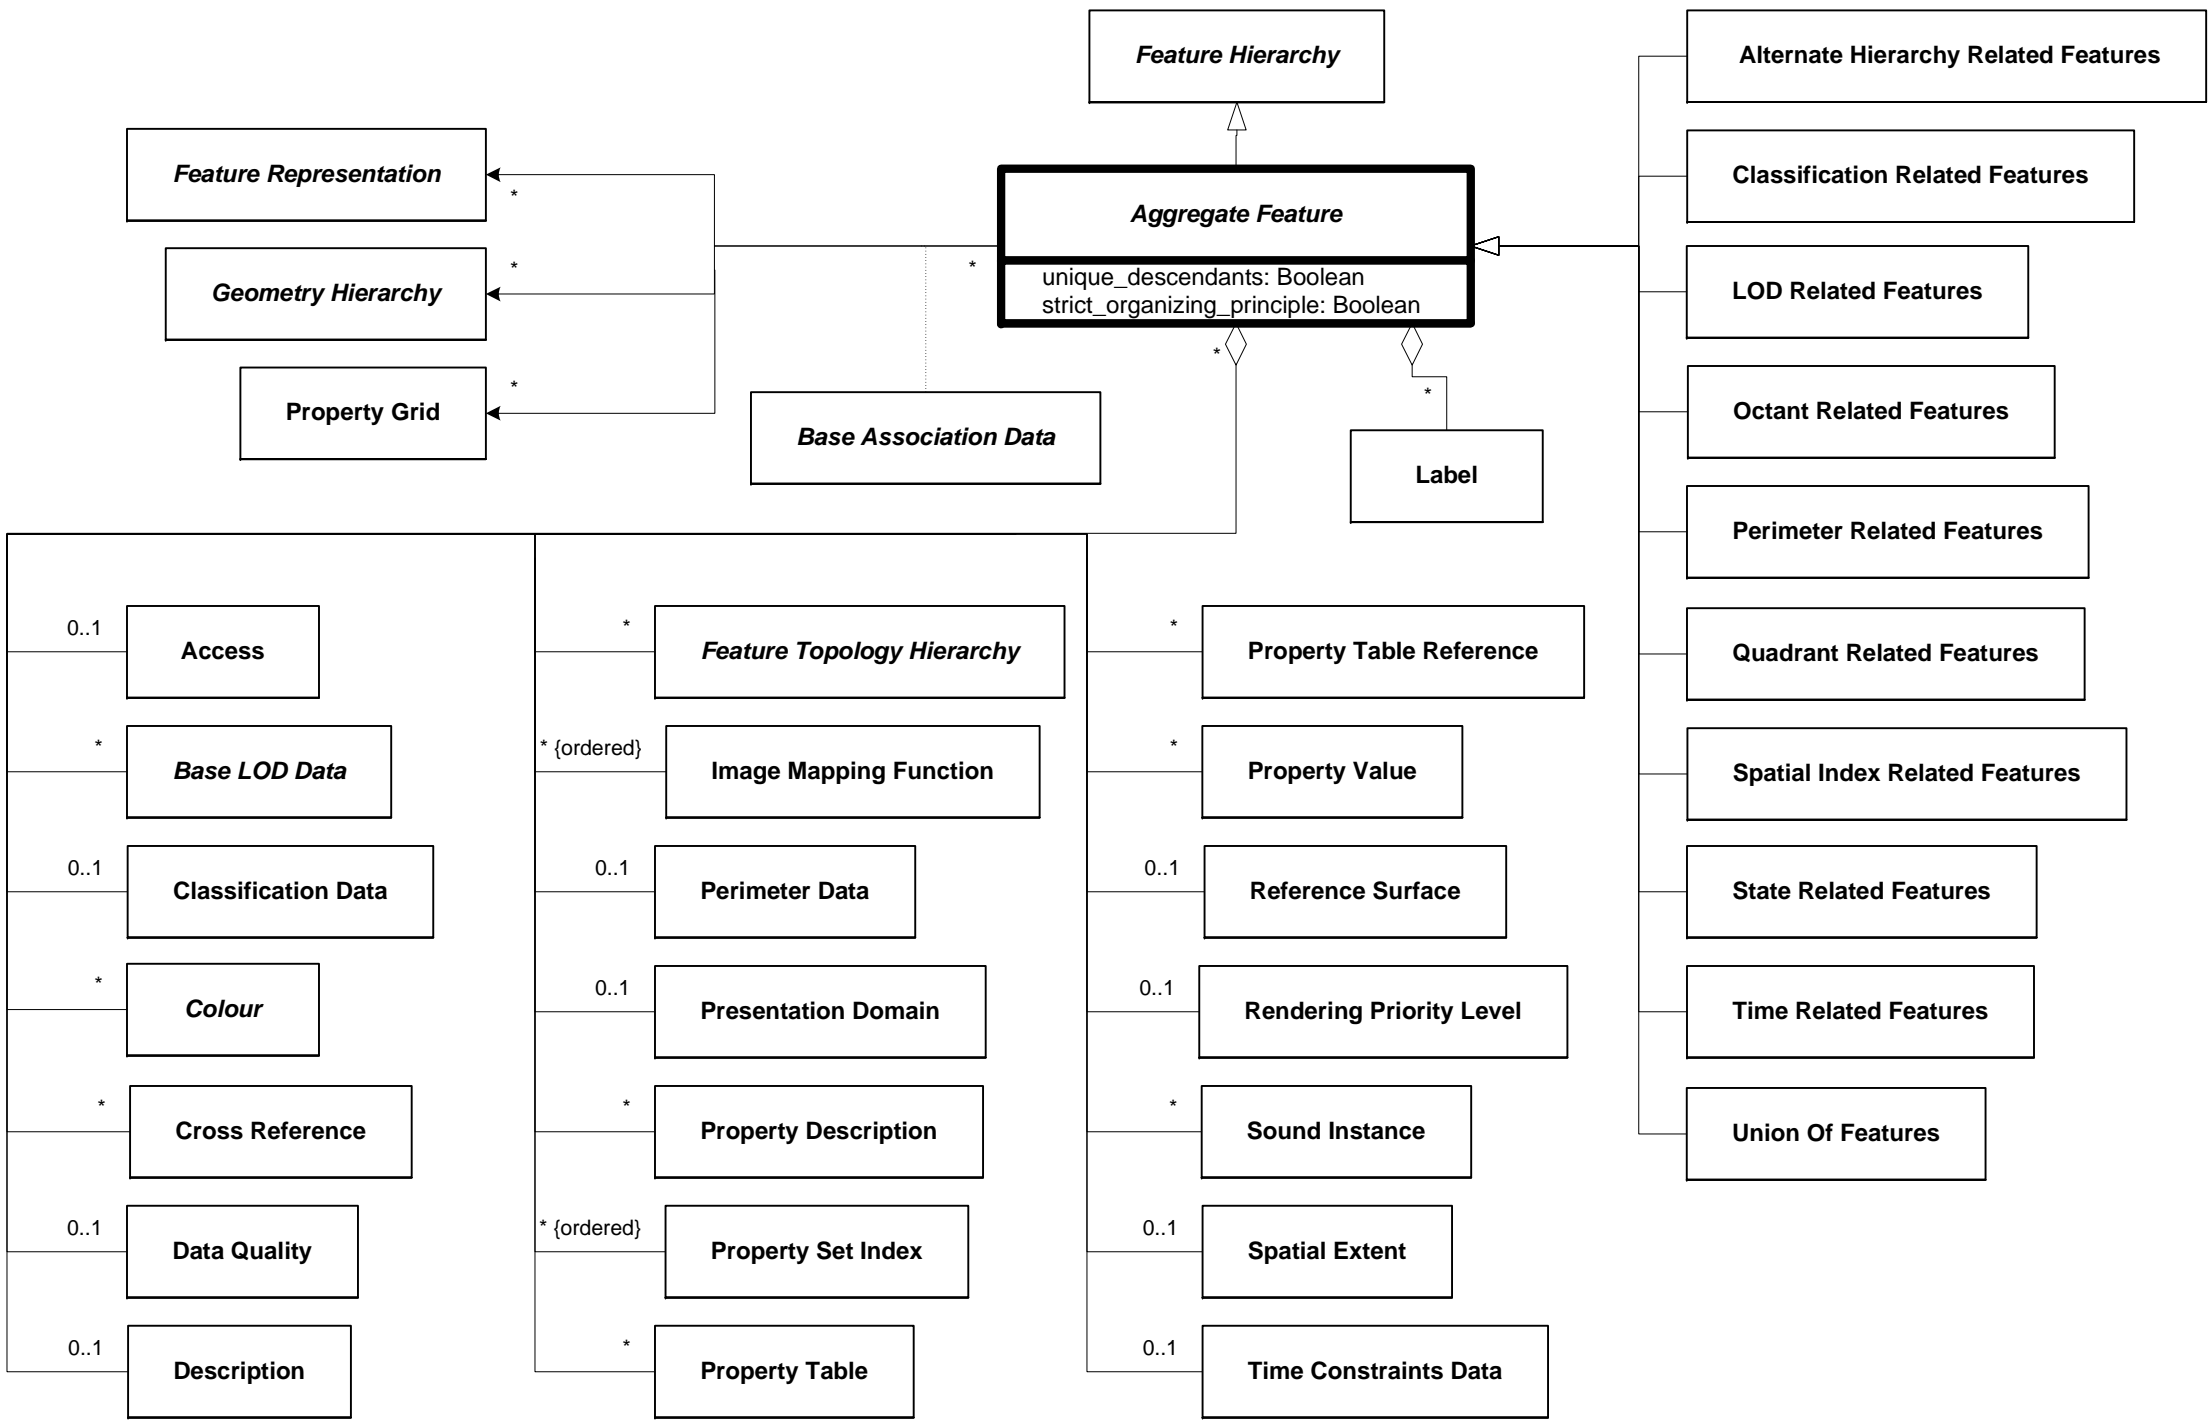 Feature Hierarchy
Alternate Hierarchy Related Features
Feature Representation
*
Aggregate Feature
unique_descendants: Boolean
strict_organizing_principle: Boolean
Classification Related Features
Geometry Hierarchy
*
*
LOD Related Features
Property Grid
*
Base Association Data
*
*
Label
Octant Related Features
Perimeter Related Features
Quadrant Related Features
Spatial Index Related Features
State Related Features
Time Related Features
Union Of Features
0..1
Access
*
Base LOD Data
0..1
Classification Data
*
Colour
*
Cross Reference
0..1
Data Quality
0..1
Description
*
Feature Topology Hierarchy
* {ordered}
Image Mapping Function
0..1
Perimeter Data
0..1
Presentation Domain
*
Property Description
* {ordered}
Property Set Index
*
Property Table
*
Property Table Reference
*
Property Value
0..1
Reference Surface
0..1
Rendering Priority Level
*
Sound Instance
0..1
Spatial Extent
0..1
Time Constraints Data